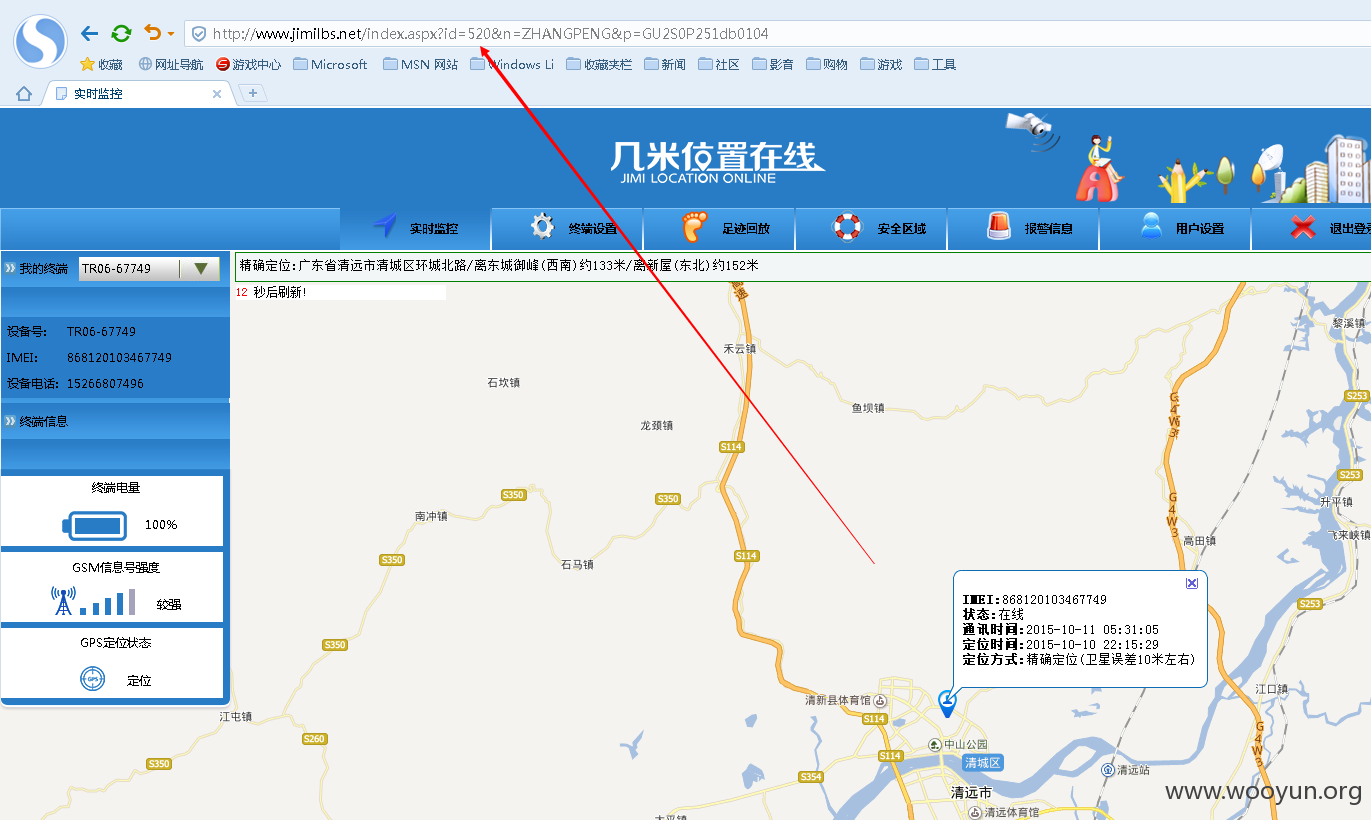 http://www.jimilbs.net/index.aspx?id=520&n=ZHANGPENG&p=GU2S0P251db0104
收藏 网址导航 游戏中心 Microsoft MSN 网站 Windows Li 收藏夹栏 新闻 社区 影音 购物 游戏 工具
实时监控
几米位置在线
JIMI LOCATION ONLINE
实时监控 终端设置 足迹回放 安全区域 报警信息 用户设置 退出登
我的终端 TR06-67749
精确定位:广东省清远市清城区环城北路/离东城御峰(西南)约133米/离新屋(东北)约152米
12 秒后刷新!
设备号: TR06-67749
IMEI: 868120103467749
设备电话: 15266807496
终端信息
终端电量
100%
GSM信息号强度
较强
GPS定位状态
GPS
定位
高速
黎溪镇
禾云镇
石坎镇
S253
鱼坝镇
G4W3
龙颈镇
S114
S253
S350
S350
升平镇
南冲镇
G4W3
飞来峡镇
高田镇
S114
S350
石马镇
IMEI:868120103467749
状态:在线
通讯时间:2015-10-11 05:31:05
定位时间:2015-10-10 22:15:29
定位方式:精确定位(卫星误差10米左右)
S253
S350
江口镇
清新县体育馆
江屯镇
S114
S260
G4W3
中山公园
S114
清城区
S350
清远站
S354
清远市
www.wooyun.org
清远体育馆
太平镇